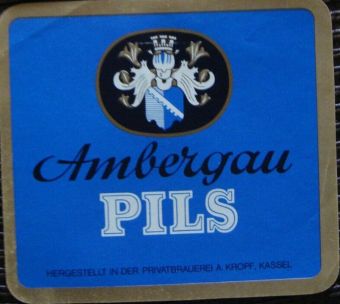 Ambergau
PILS
HERGESTELLT IN DER PRIVATBRAUEREI A. KROPF, KASSEL